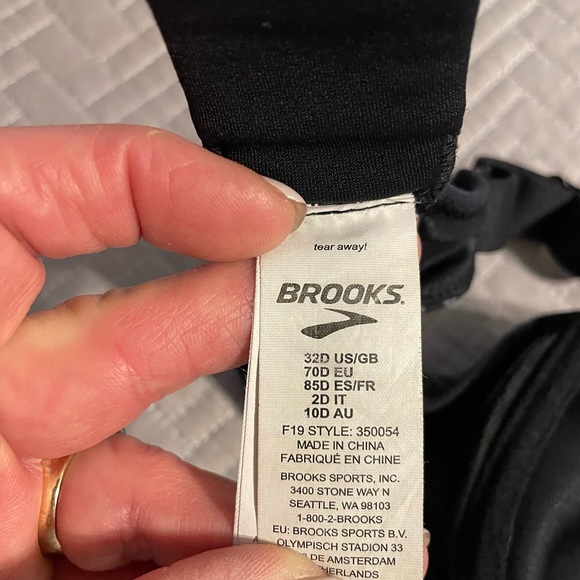 tear away!
BROOKS
32D US/GB
70D EU
85D ES/FR
2D IT
10D AU
F19 STYLE: 350054
MADE IN CHINA
FABRIQUÉ EN CHINE
BROOKS SPORTS, INC.
3400 STONE WAY N
SEATTLE, WA 98103
1-800-2-BROOKS
EU: BROOKS SPORTS B.V.
OLYMPISCH STADION 33
DE AMSTERDAM